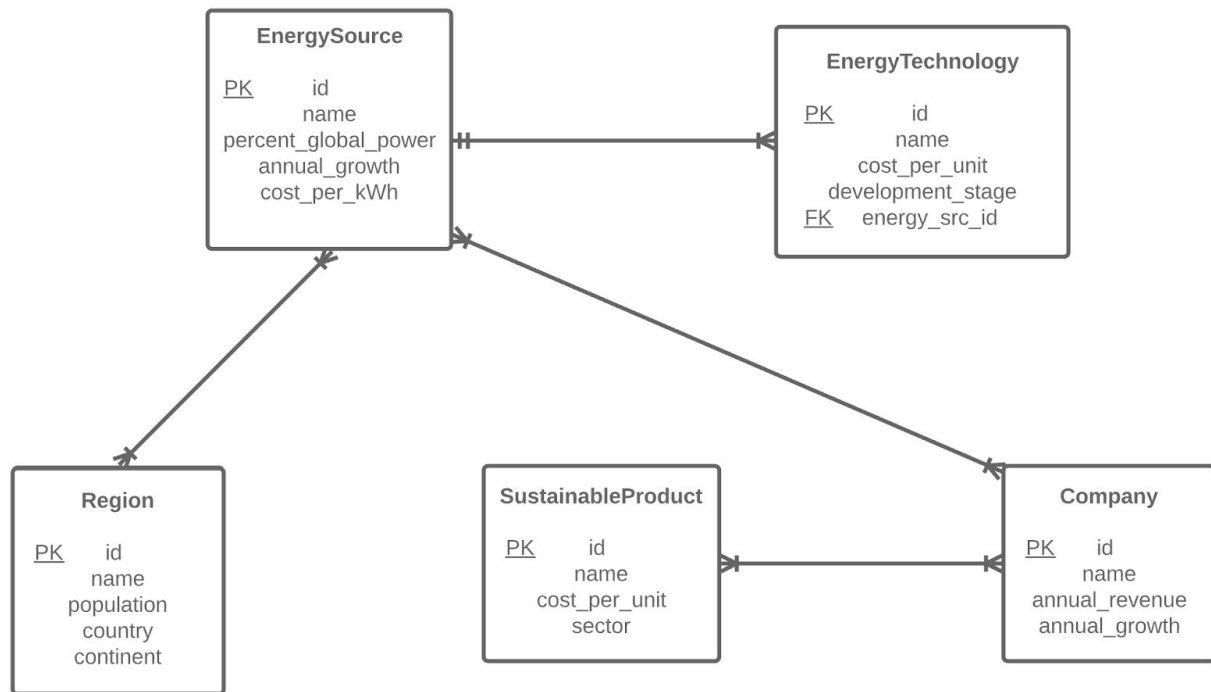 EnergySource
PK id
name
percent_global_power
annual_growth
cost_per_kWh
EnergyTechnology
PK id
name
cost_per_unit
development_stage
FK energy_src_id
Region
PK id
name
population
country
continent
SustainableProduct
PK id
name
cost_per_unit
sector
Company
PK id
name
annual_revenue
annual_growth